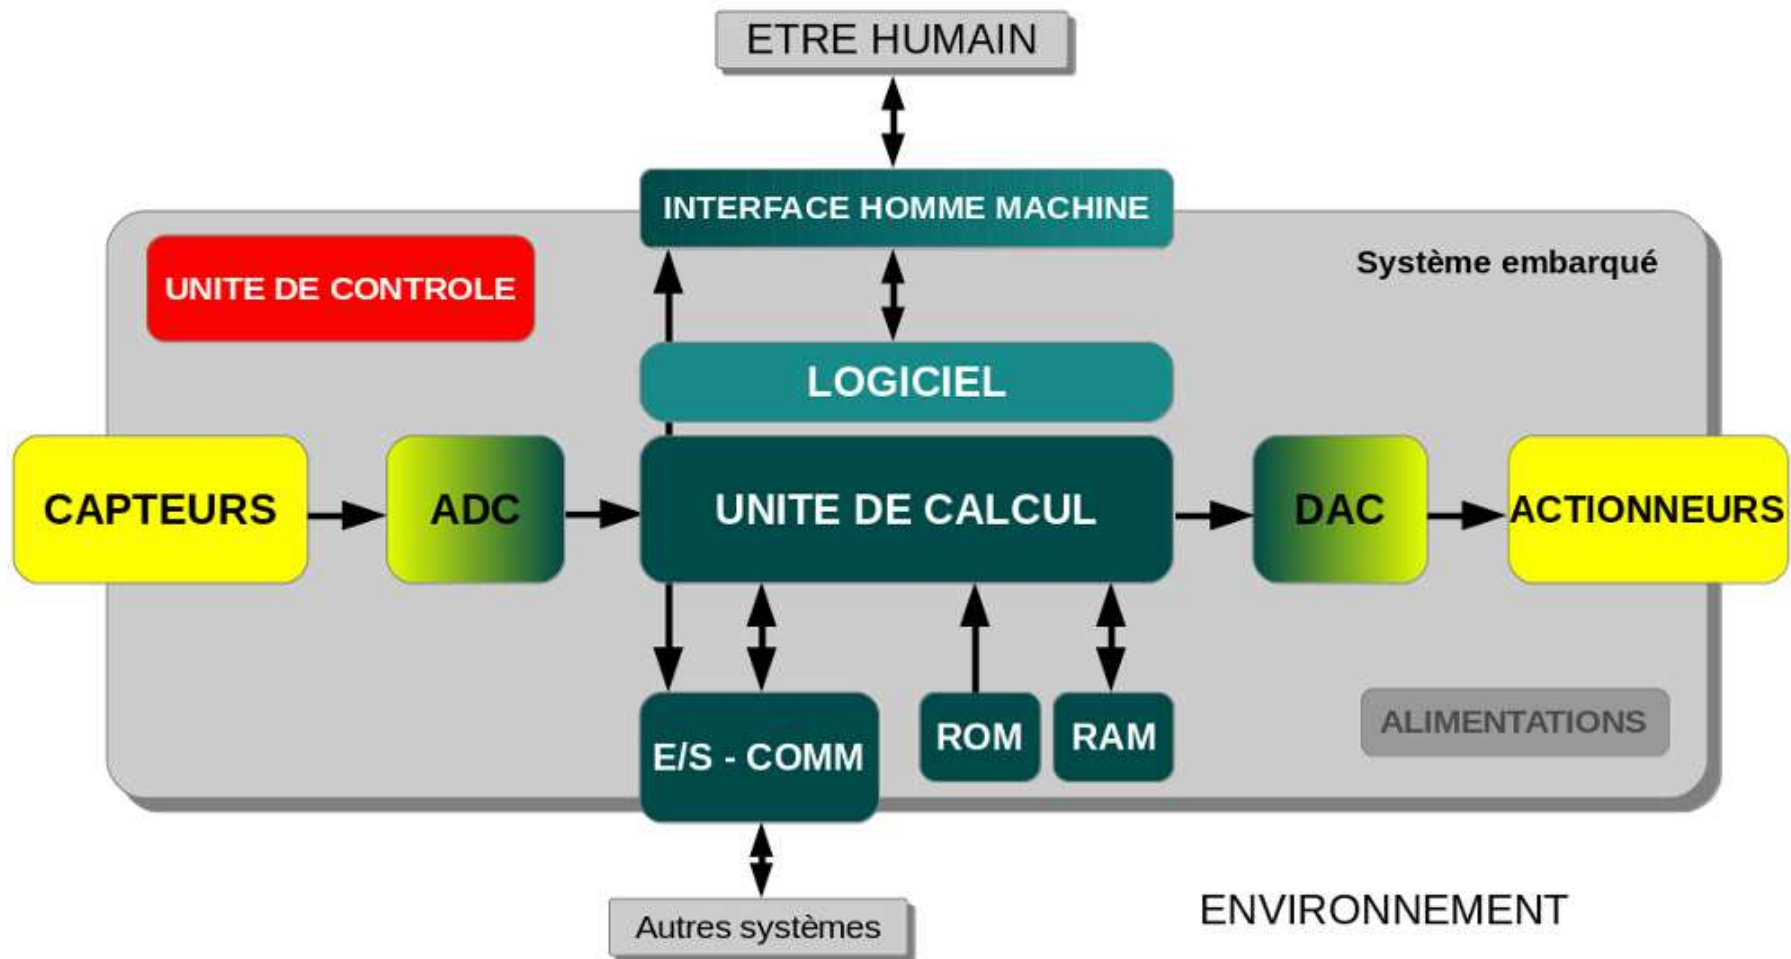 ETRE HUMAIN
INTERFACE HOMME MACHINE
UNITE DE CONTROLE
Système embarqué
LOGICIEL
CAPTEURS
ADC
UNITE DE CALCUL
DAC
ACTIONNEURS
E/S - COMM
ROM
RAM
ALIMENTATIONS
Autres systèmes
ENVIRONNEMENT